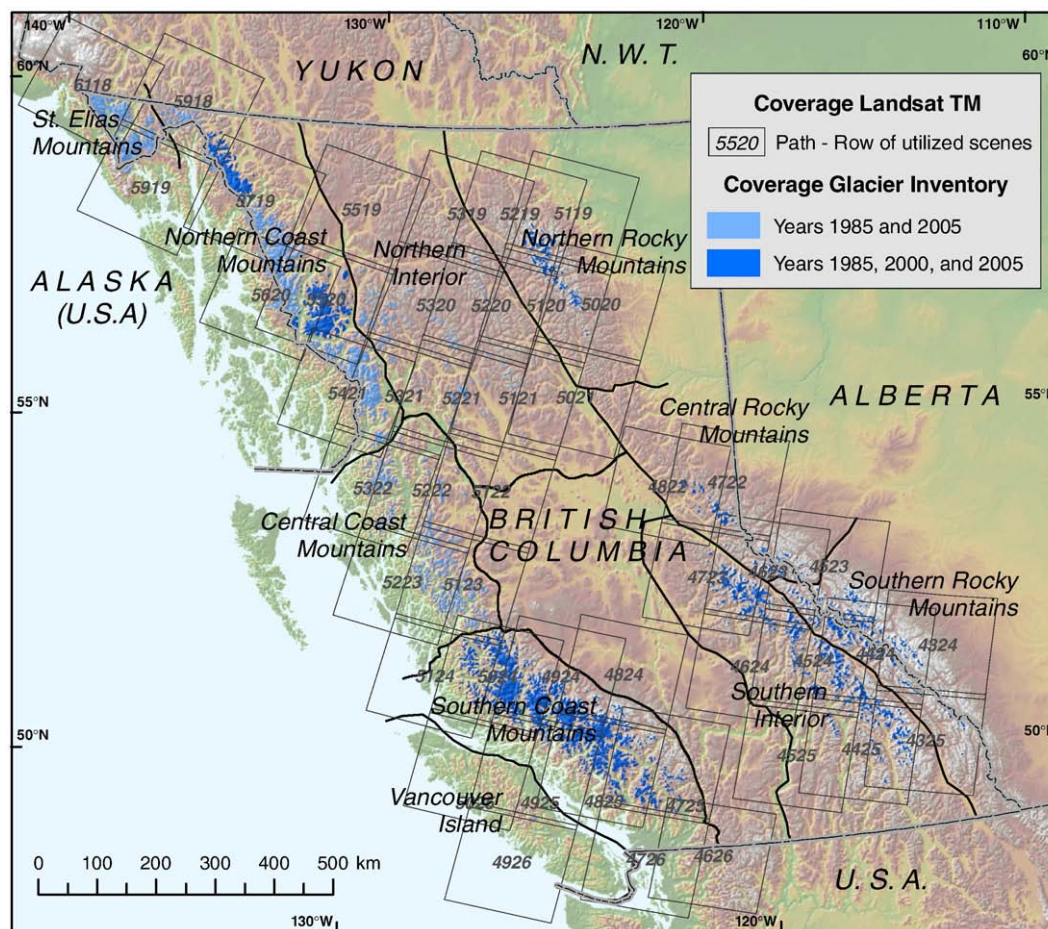 140°W
130°W
120°W
110°W
60°N
60°N
YUKON
N. W. T.
Coverage Landsat TM
5520 Path - Row of utilized scenes
Coverage Glacier Inventory
Years 1985 and 2005
Years 1985, 2000, and 2005
6118
5918
St. Elias
Mountains
5919
5719
5519
5319
5219
5119
Northern Coast
Mountains
Northern
Interior
Northern Rocky
Mountains
ALASKA
(U.S.A)
5620
5520
5320
5220
5120
5020
55°N
55°N
5421
5321
5221
5121
5021
ALBERTA
Central Rocky
Mountains
5322
5222
4822
4722
Central Coast
Mountains
BRITISH
COLUMBIA
5223
5123
4723
4623
4523
Southern Rocky
Mountains
5124
5024
4924
4824
4624
4524
4424
4324
Southern Coast
Mountains
Southern
Interior
50°N
50°N
4525
4425
4325
Vancouver
Island
4925
4825
4725
4926
4726
4626
U. S. A.
0 100 200 300 400 500 km
130°W
120°W